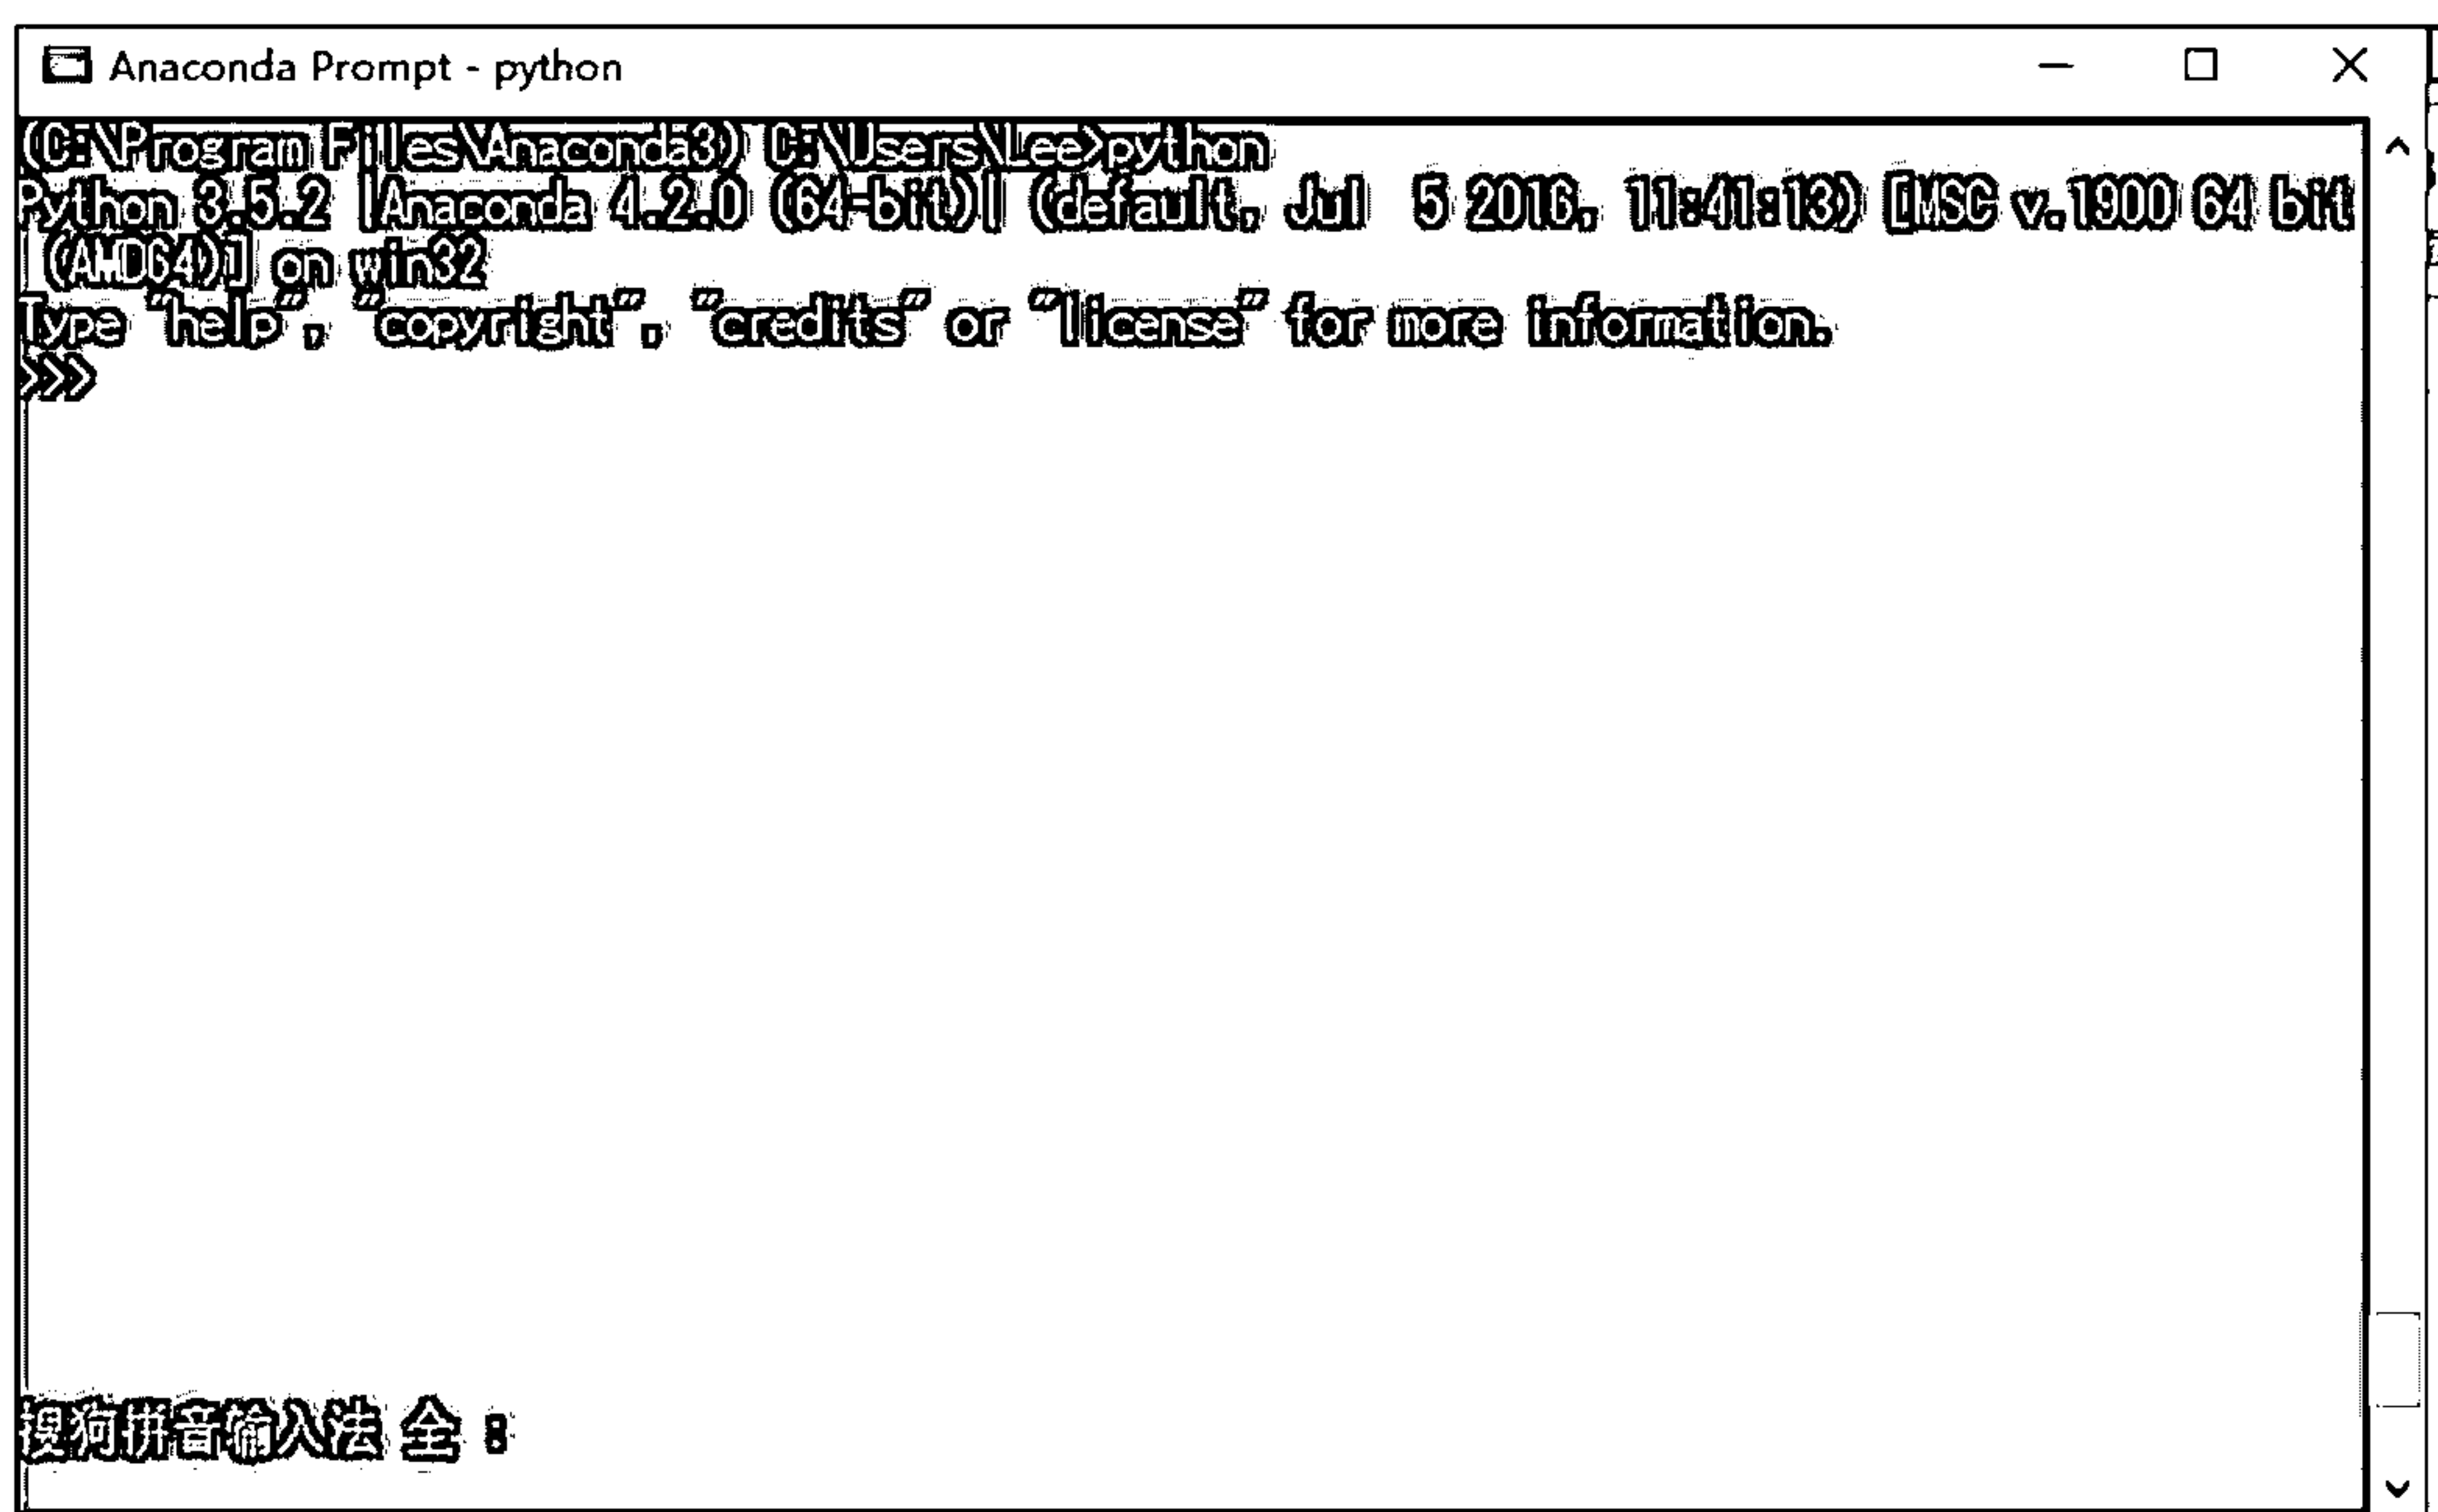 Anaconda Prompt - python
(C:\Program Files\Anaconda3) C:\Users\Lee>python
Python 3.5.2 |Anaconda 4.2.0 (64-bit)| (default, Jul  5 2016, 11:41:13) [MSC v.1900 64 bit
 (AMD64)] on win32
Type "help", "copyright", "credits" or "license" for more information.
>>>
搜狗拼音输入法 全 :